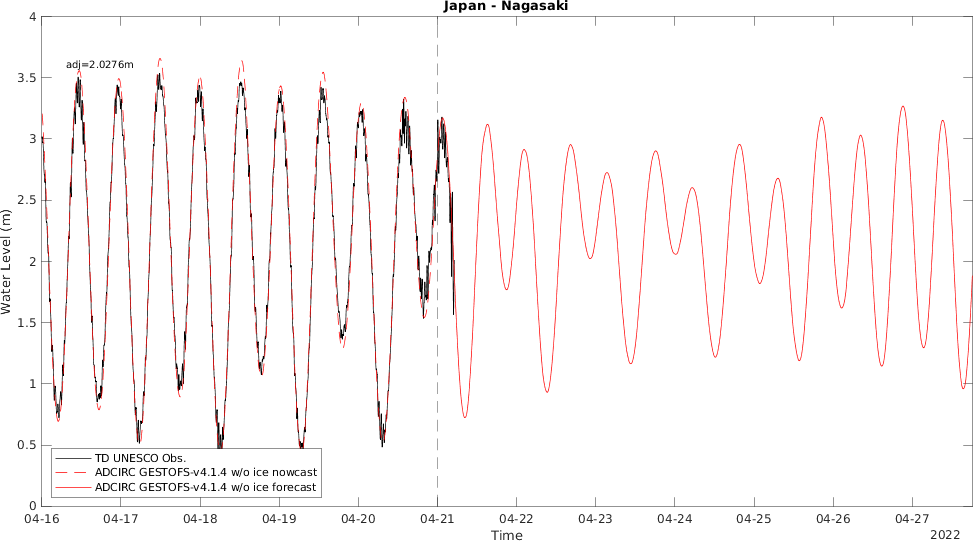 Japan - Nagasaki
adj=2.0276m
4
3.5
3
2.5
2
1.5
1
0.5
0
Water Level (m)
TD UNESCO Obs.
ADCIRC GESTOFS-v4.1.4 w/o ice nowcast
ADCIRC GESTOFS-v4.1.4 w/o ice forecast
04-16 04-17 04-18 04-19 04-20 04-21 04-22 04-23 04-24 04-25 04-26 04-27
Time
2022